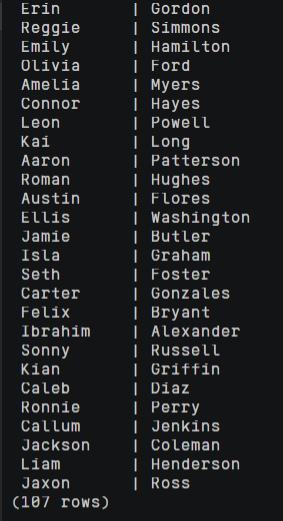 Erin | Gordon
Reggie | Simmons
Emily | Hamilton
Olivia | Ford
Amelia | Myers
Connor | Hayes
Leon | Powell
Kai | Long
Aaron | Patterson
Roman | Hughes
Austin | Flores
Ellis | Washington
Jamie | Butler
Isla | Graham
Seth | Foster
Carter | Gonzales
Felix | Bryant
Ibrahim | Alexander
Sonny | Russell
Kian | Griffin
Caleb | Diaz
Ronnie | Perry
Callum | Jenkins
Jackson | Coleman
Liam | Henderson
Jaxon | Ross
(107 rows)